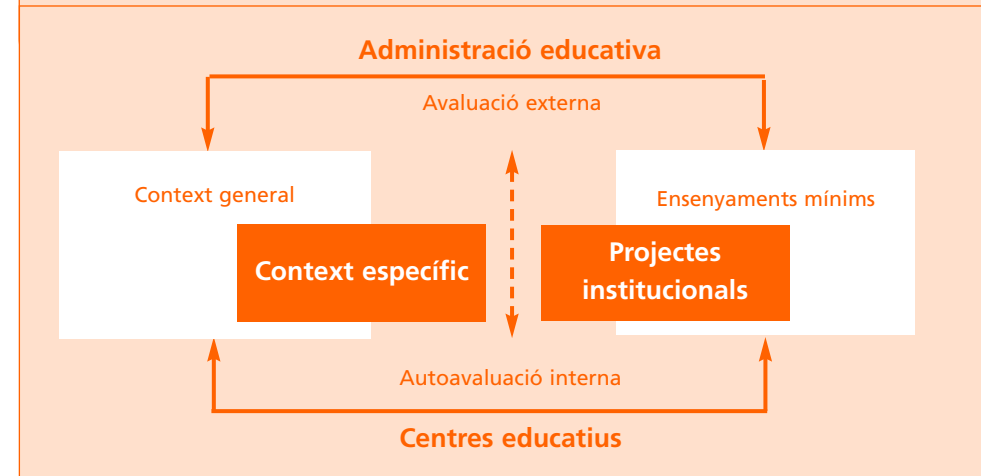 Administració educativa
Avaluació externa
Context general
Ensenyaments mínims
Context específic
Projectes
institucionals
Autoavaluació interna
Centres educatius